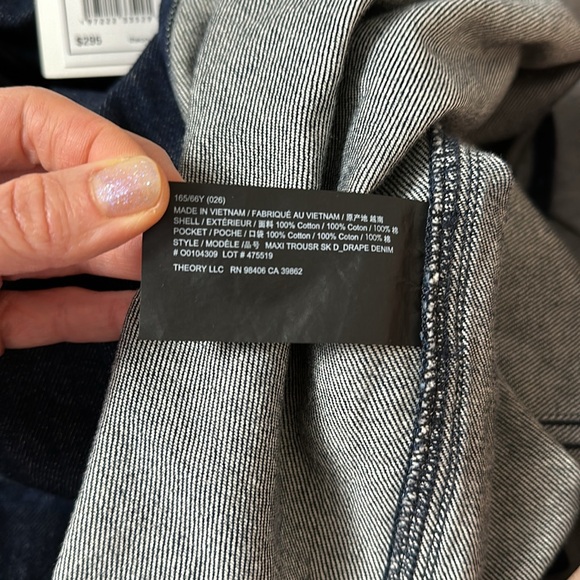 $295
165/66Y (026)
MADE IN VIETNAM / FABRIQUÉ AU VIETNAM / 原产地 越南
SHELL / EXTÉRIEUR / 面料 100% Cotton / 100% Coton / 100% 棉
POCKET / POCHE / 口袋 100% Cotton / 100% Coton / 100% 棉
STYLE / MODÈLE /品号 MAXI TROUSR SK D_DRAPE DENIM
# O0104309 LOT # 475519
THEORY LLC RN 98406 CA 39862